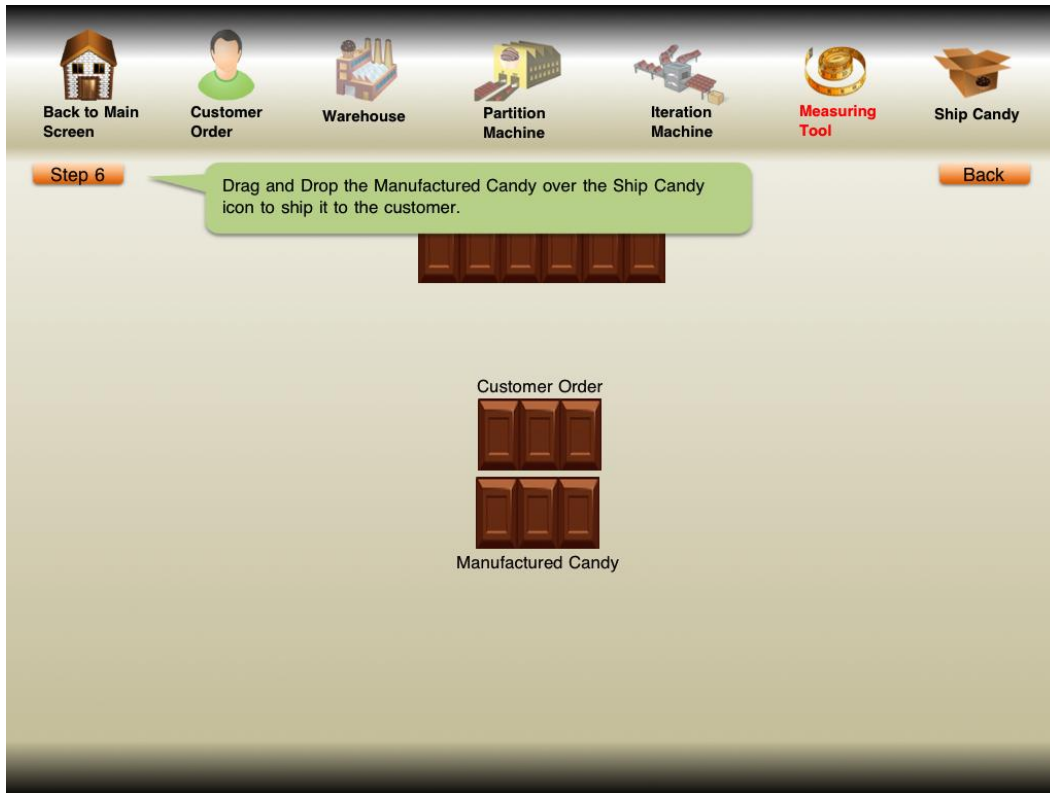 Back to Main
Screen
Customer
Order
Warehouse
Partition
Machine
Iteration
Machine
Measuring
Tool
Ship Candy
Step 6
Drag and Drop the Manufactured Candy over the Ship Candy
icon to ship it to the customer.
Back
Customer Order
Manufactured Candy